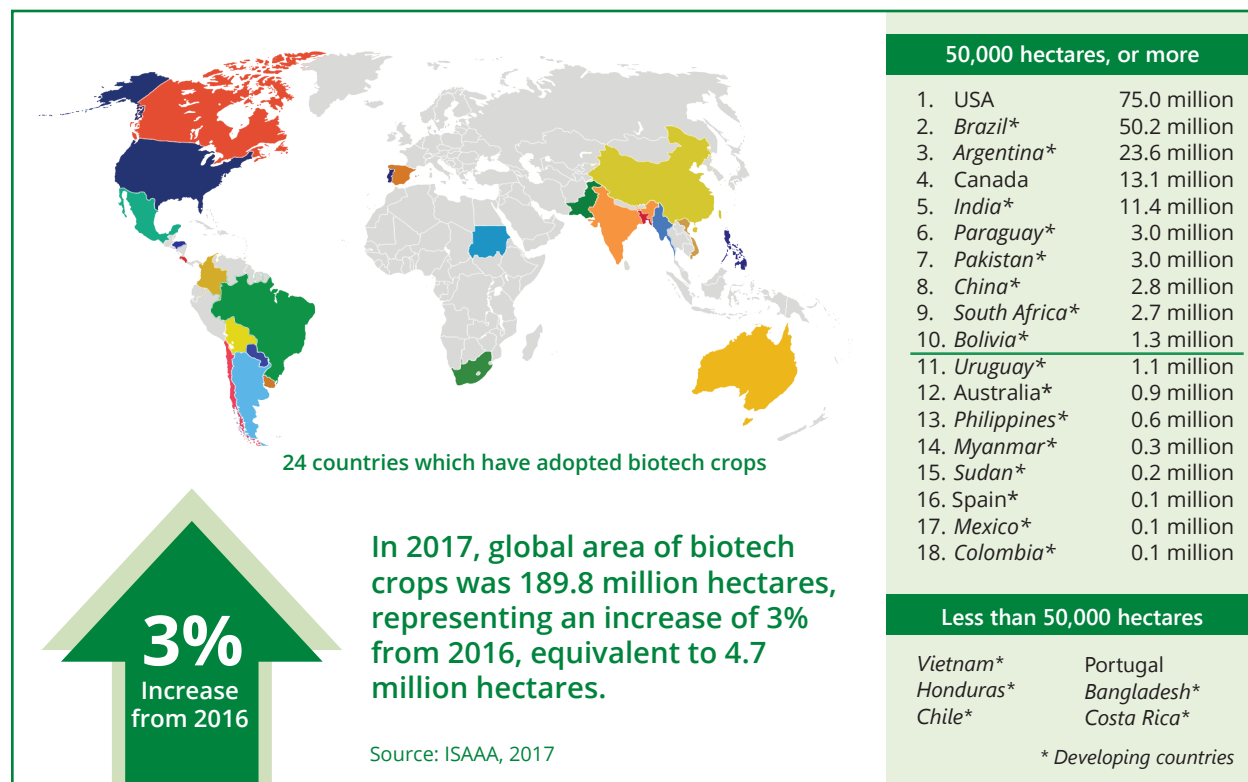 24 countries which have adopted biotech crops
3%
Increase
from 2016
In 2017, global area of biotech
crops was 189.8 million hectares,
representing an increase of 3%
from 2016, equivalent to 4.7
million hectares.
Source: ISAAA, 2017
50,000 hectares, or more
1. USA 75.0 million
2. Brazil* 50.2 million
3. Argentina* 23.6 million
4. Canada 13.1 million
5. India* 11.4 million
6. Paraguay* 3.0 million
7. Pakistan* 3.0 million
8. China* 2.8 million
9. South Africa* 2.7 million
10. Bolivia* 1.3 million
11. Uruguay* 1.1 million
12. Australia* 0.9 million
13. Philippines* 0.6 million
14. Myanmar* 0.3 million
15. Sudan* 0.2 million
16. Spain* 0.1 million
17. Mexico* 0.1 million
18. Colombia* 0.1 million
Less than 50,000 hectares
Vietnam* Portugal
Honduras* Bangladesh*
Chile* Costa Rica*
* Developing countries